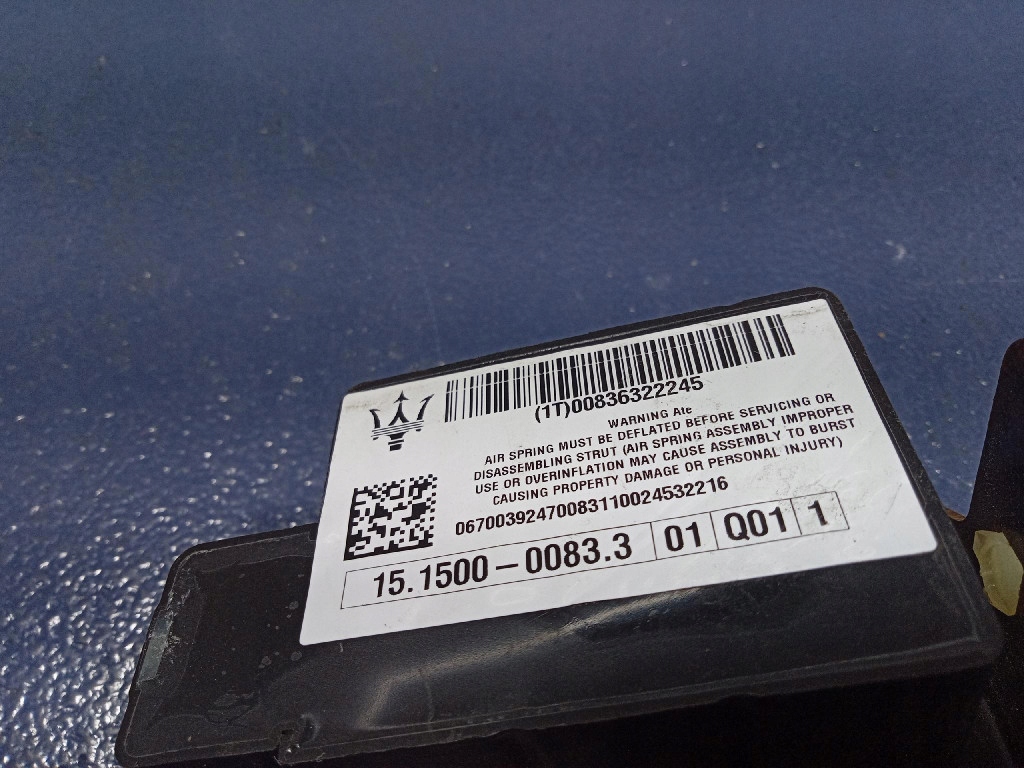 (1T)00836322245
WARNING Ate
AIR SPRING MUST BE DEFLATED BEFORE SERVICING OR
DISASSEMBLING STRUT (AIR SPRING ASSEMBLY IMPROPER
USE OR OVERINFLATION MAY CAUSE ASSEMBLY TO BURST
CAUSING PROPERTY DAMAGE OR PERSONAL INJURY)
06700392470083110024532216
15.1500-0083.3 01 Q01 1